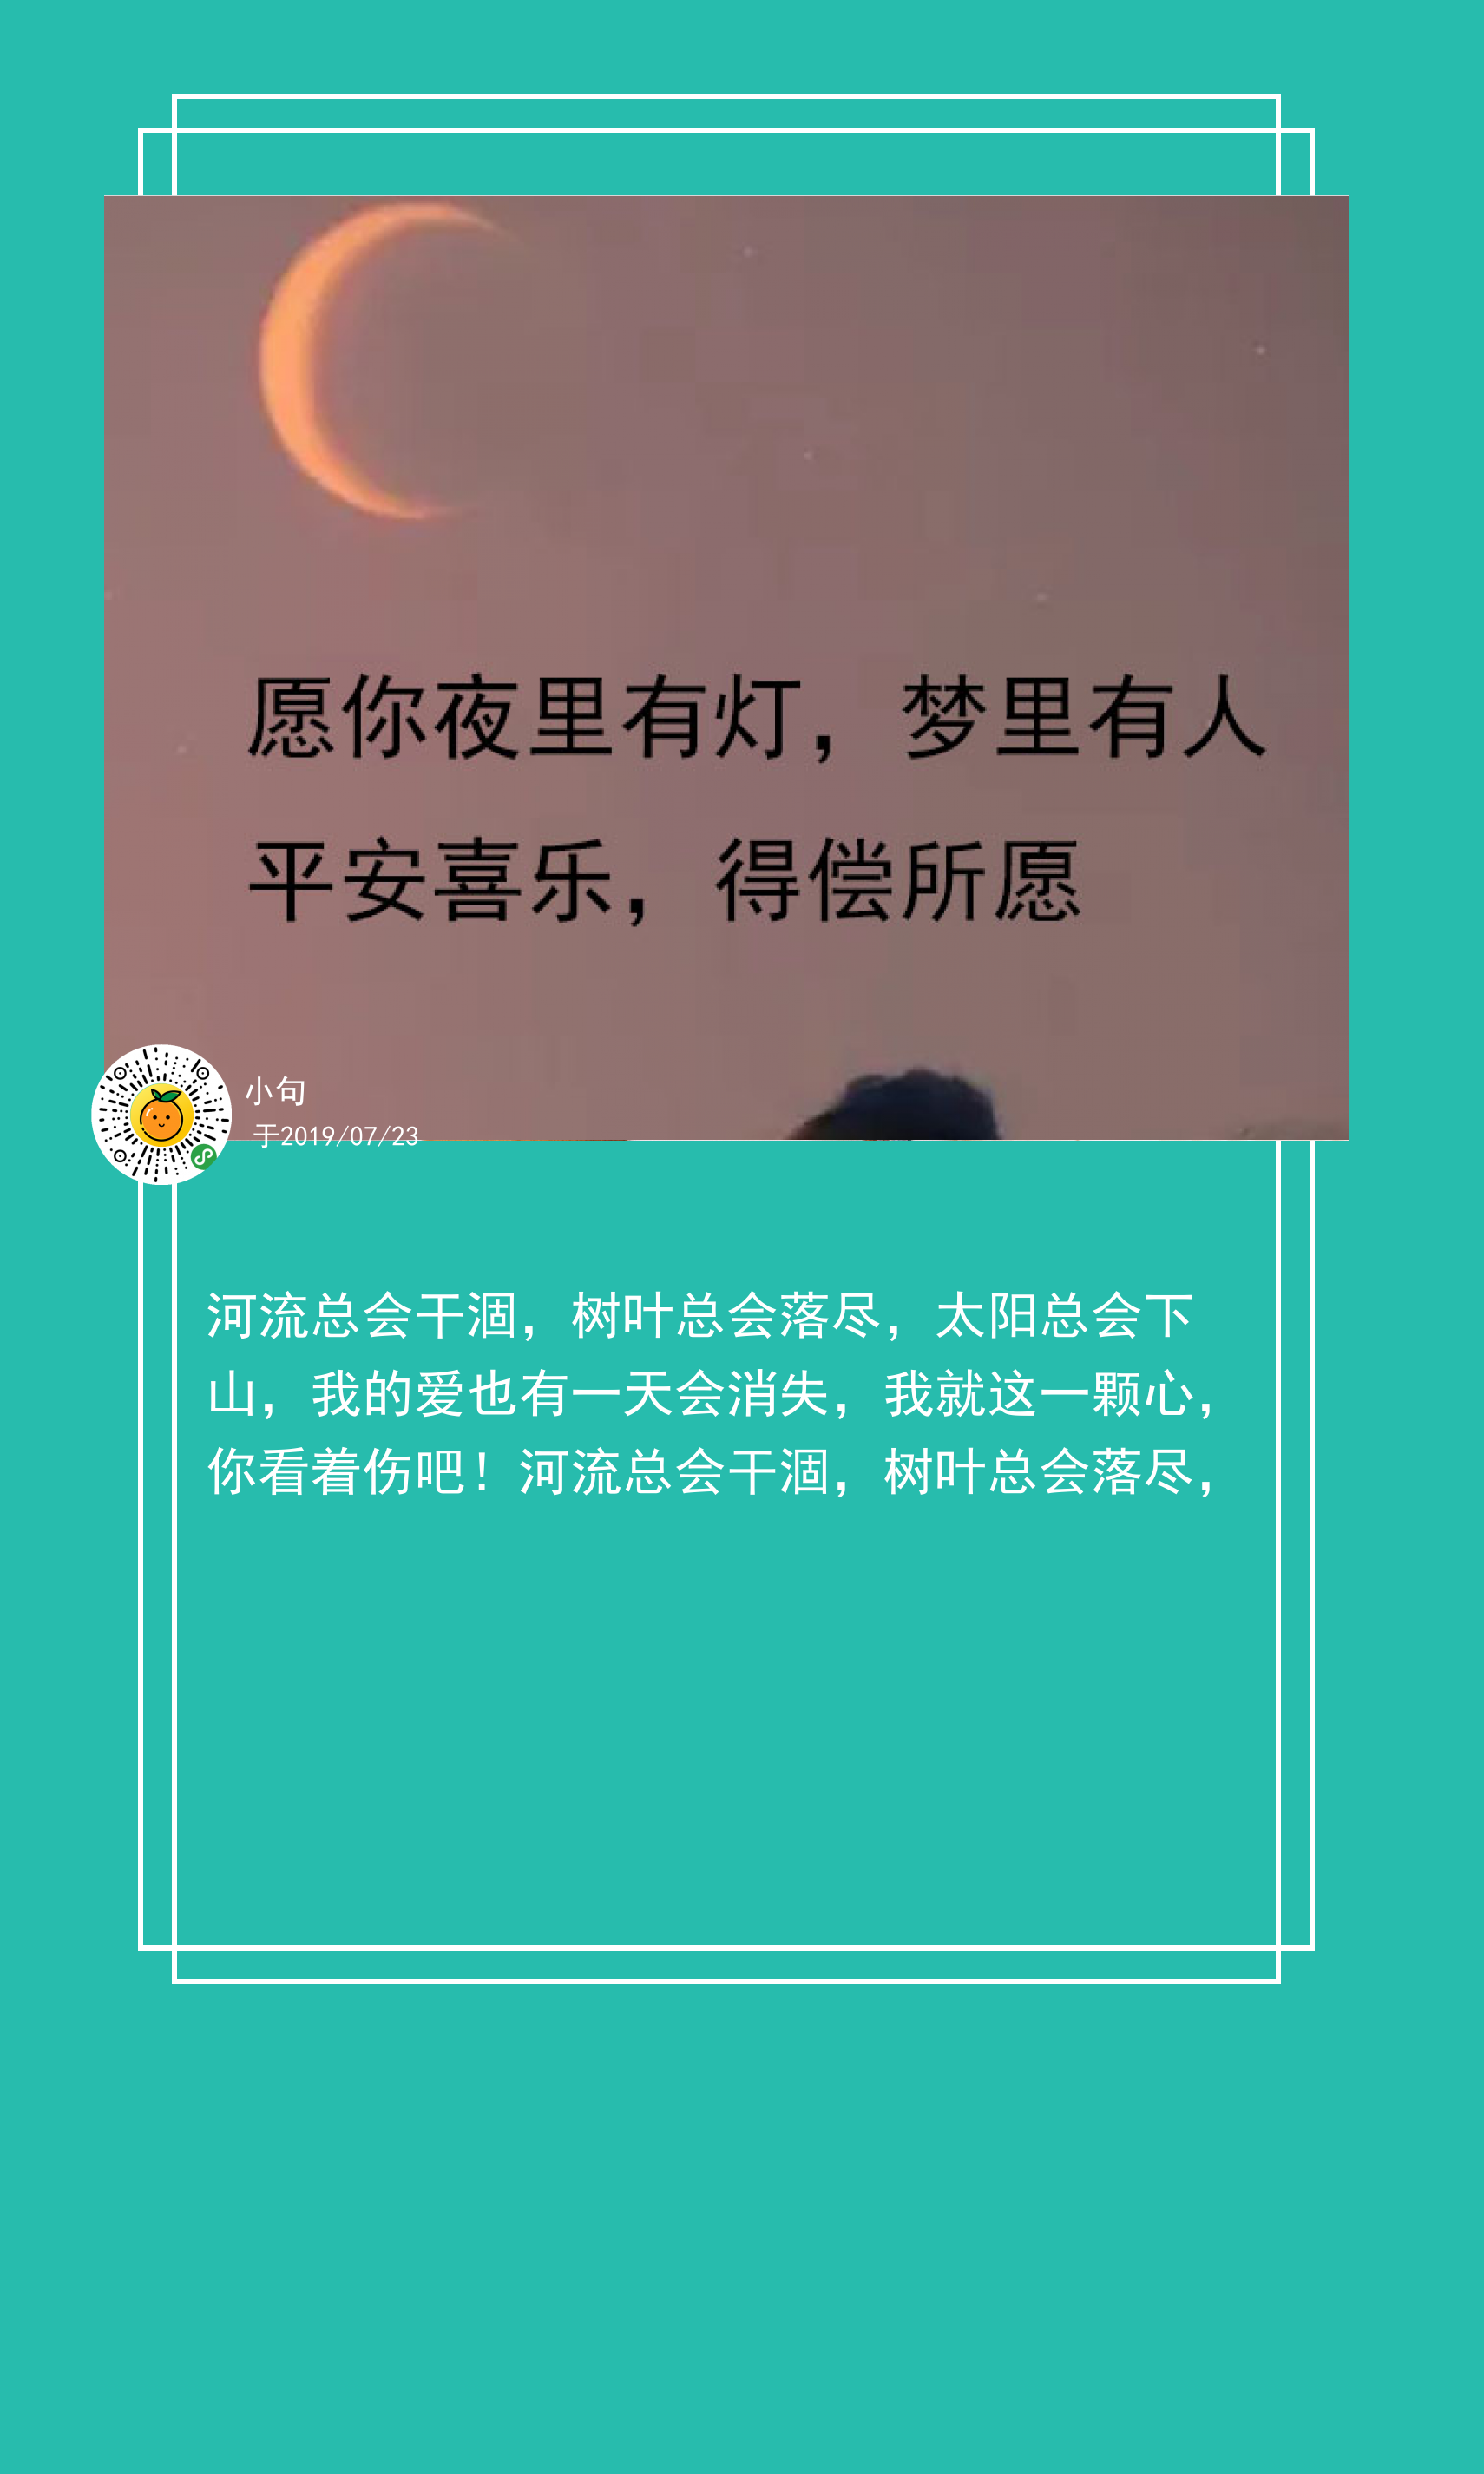 愿你夜里有灯，梦里有人
平安喜乐，得偿所愿
小句
于2019/07/23
河流总会干涸，树叶总会落尽，太阳总会下
山，我的爱也有一天会消失，我就这一颗心，
你看着伤吧！河流总会干涸，树叶总会落尽，